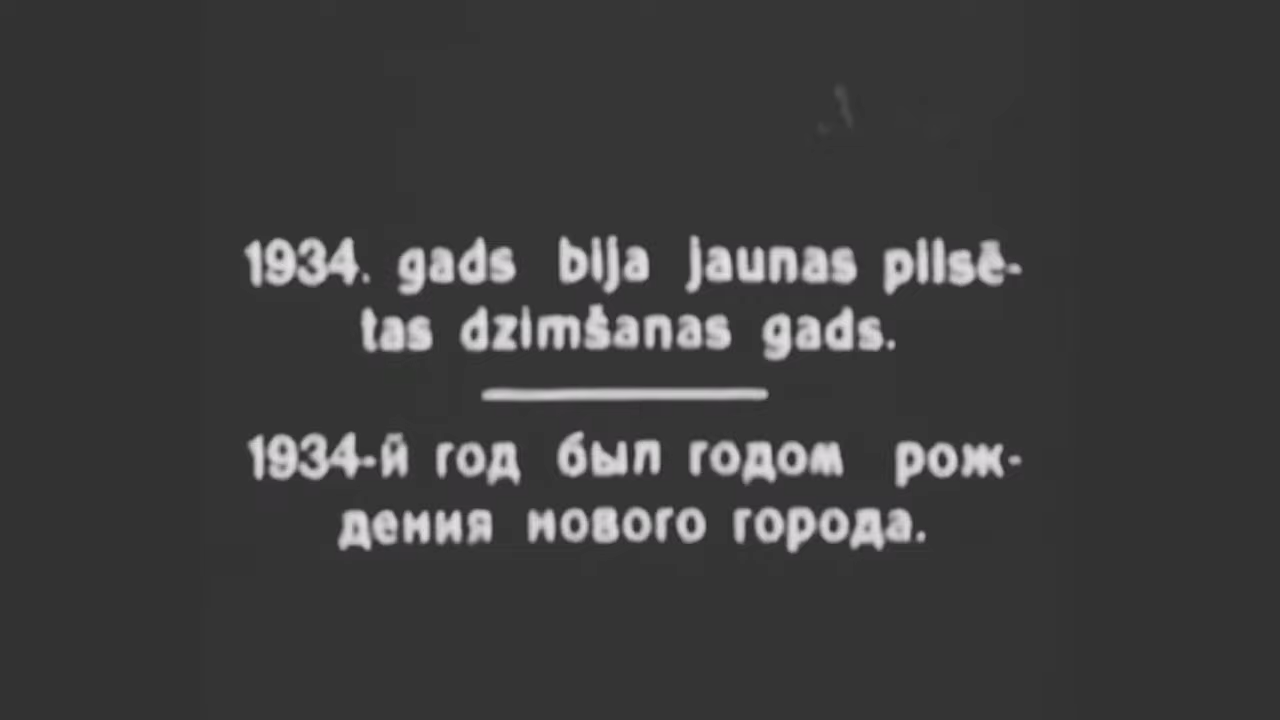 1934. gads bija jaunas pilsē-
tas dzimšanas gads.
1934-й год был годом рож-
дения нового города.